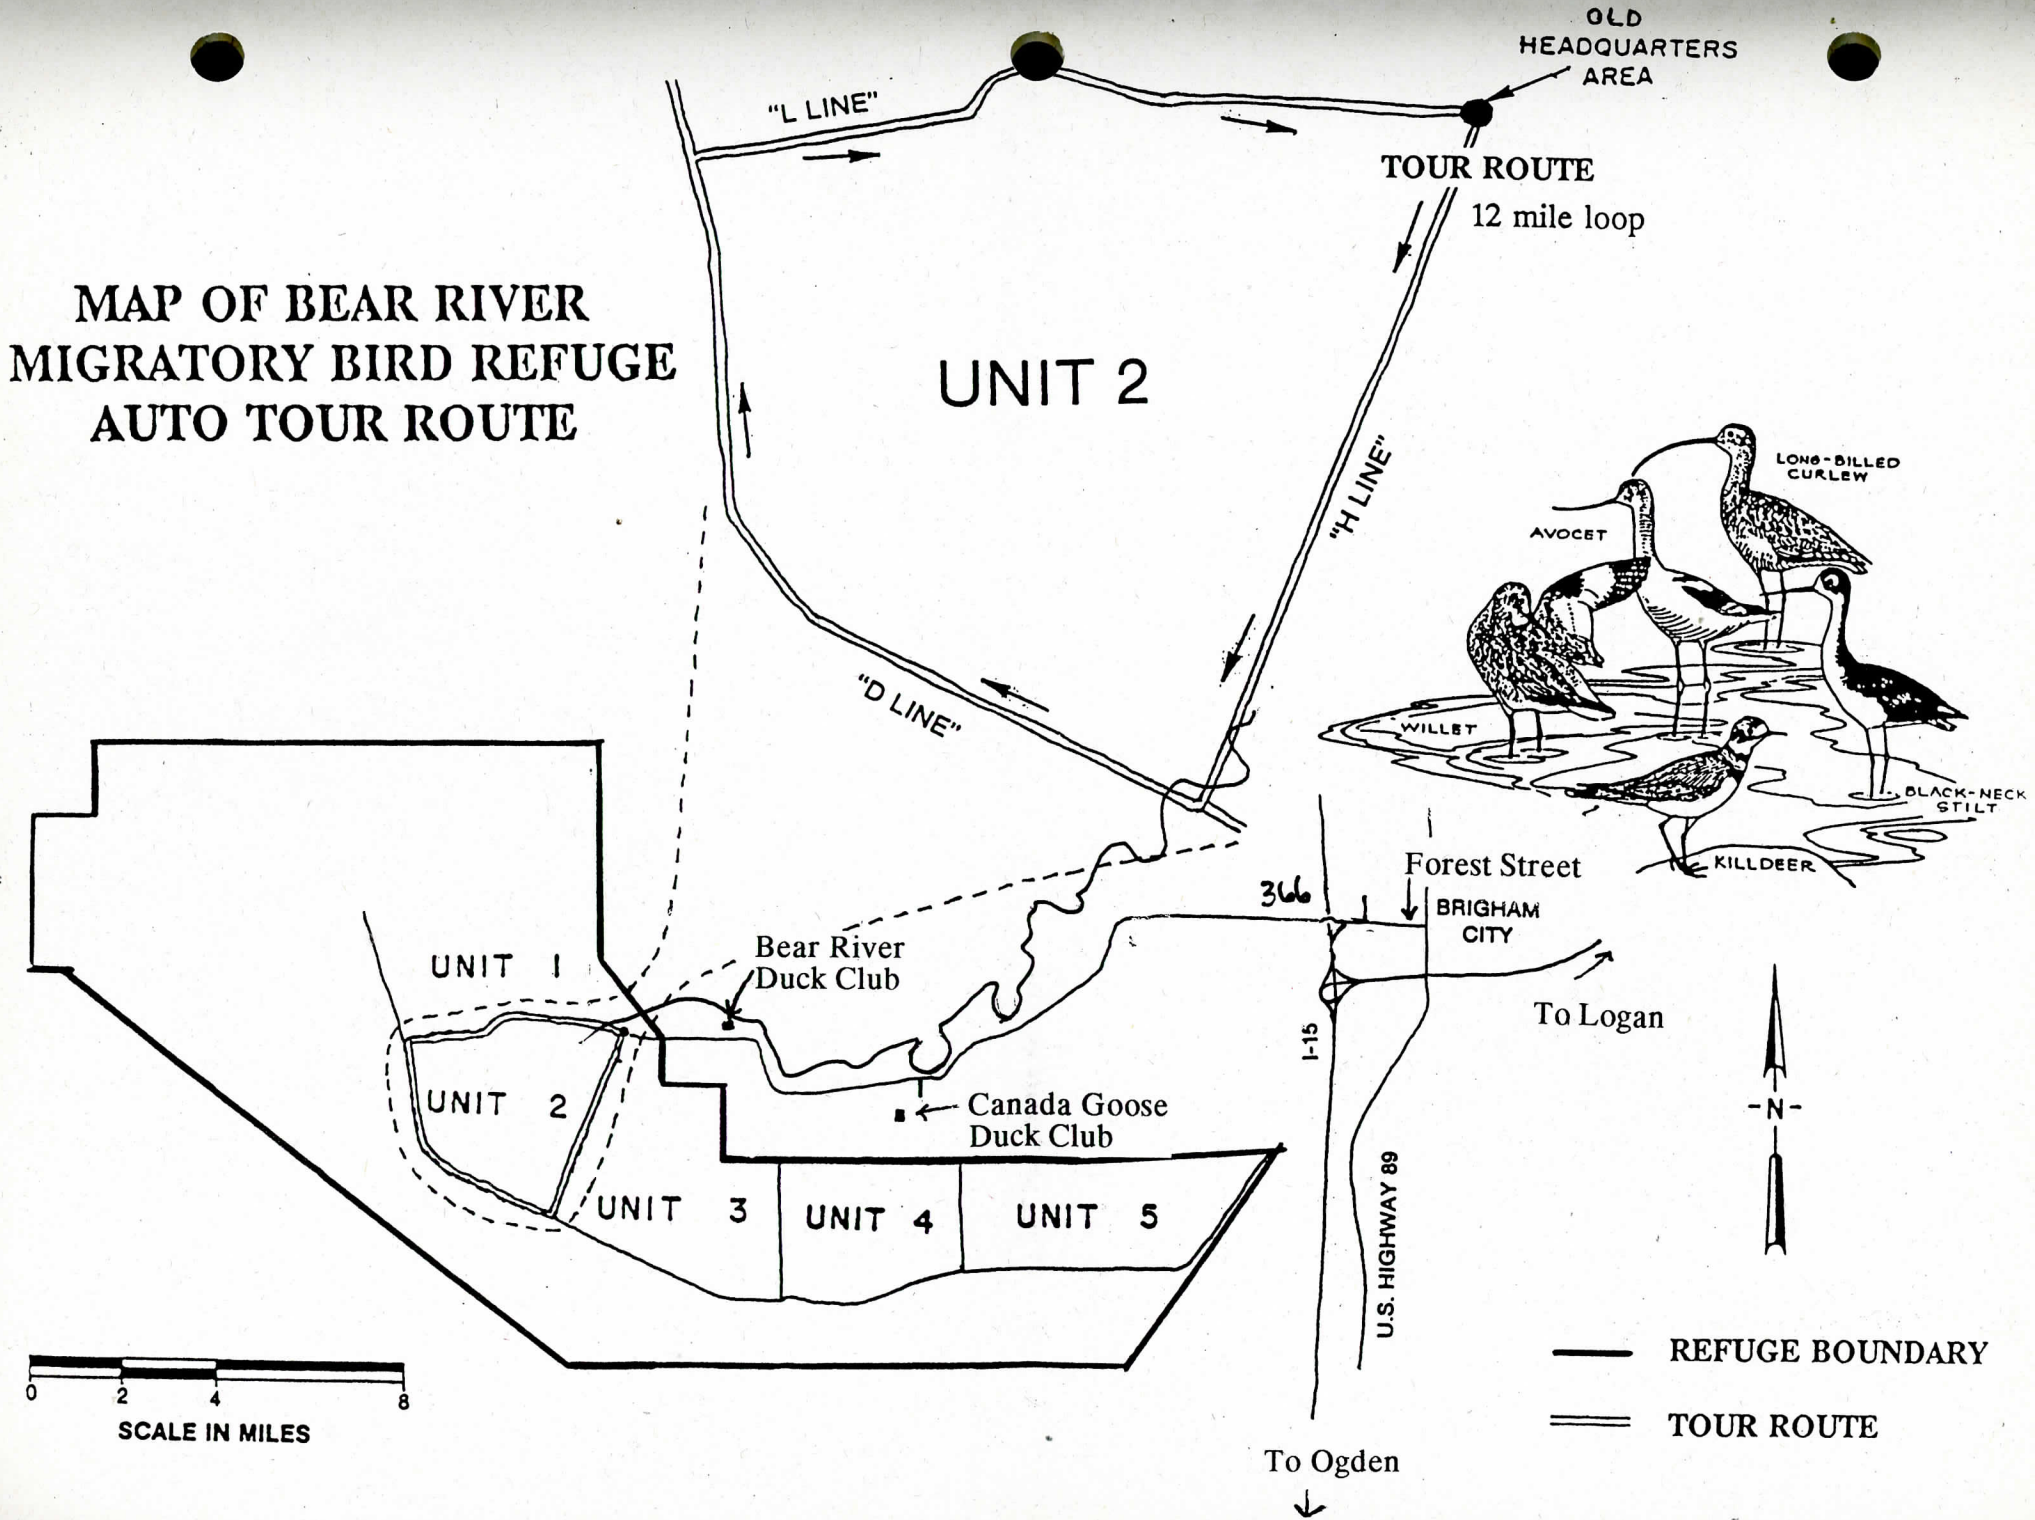 OLD
HEADQUARTERS
AREA
"L LINE"
TOUR ROUTE
12 mile loop
MAP OF BEAR RIVER
MIGRATORY BIRD REFUGE
AUTO TOUR ROUTE
UNIT 2
"H LINE"
"D LINE"
LONG-BILLED
CURLEW
AVOCET
WILLET
BLACK-NECK
STILT
KILLDEER
Forest Street
366
BRIGHAM
CITY
Bear River
Duck Club
UNIT 1
To Logan
I-15
UNIT 2
Canada Goose
Duck Club
-N-
UNIT 3
UNIT 4
UNIT 5
U.S. HIGHWAY 89
REFUGE BOUNDARY
TOUR ROUTE
0 2 4 8
SCALE IN MILES
To Ogden